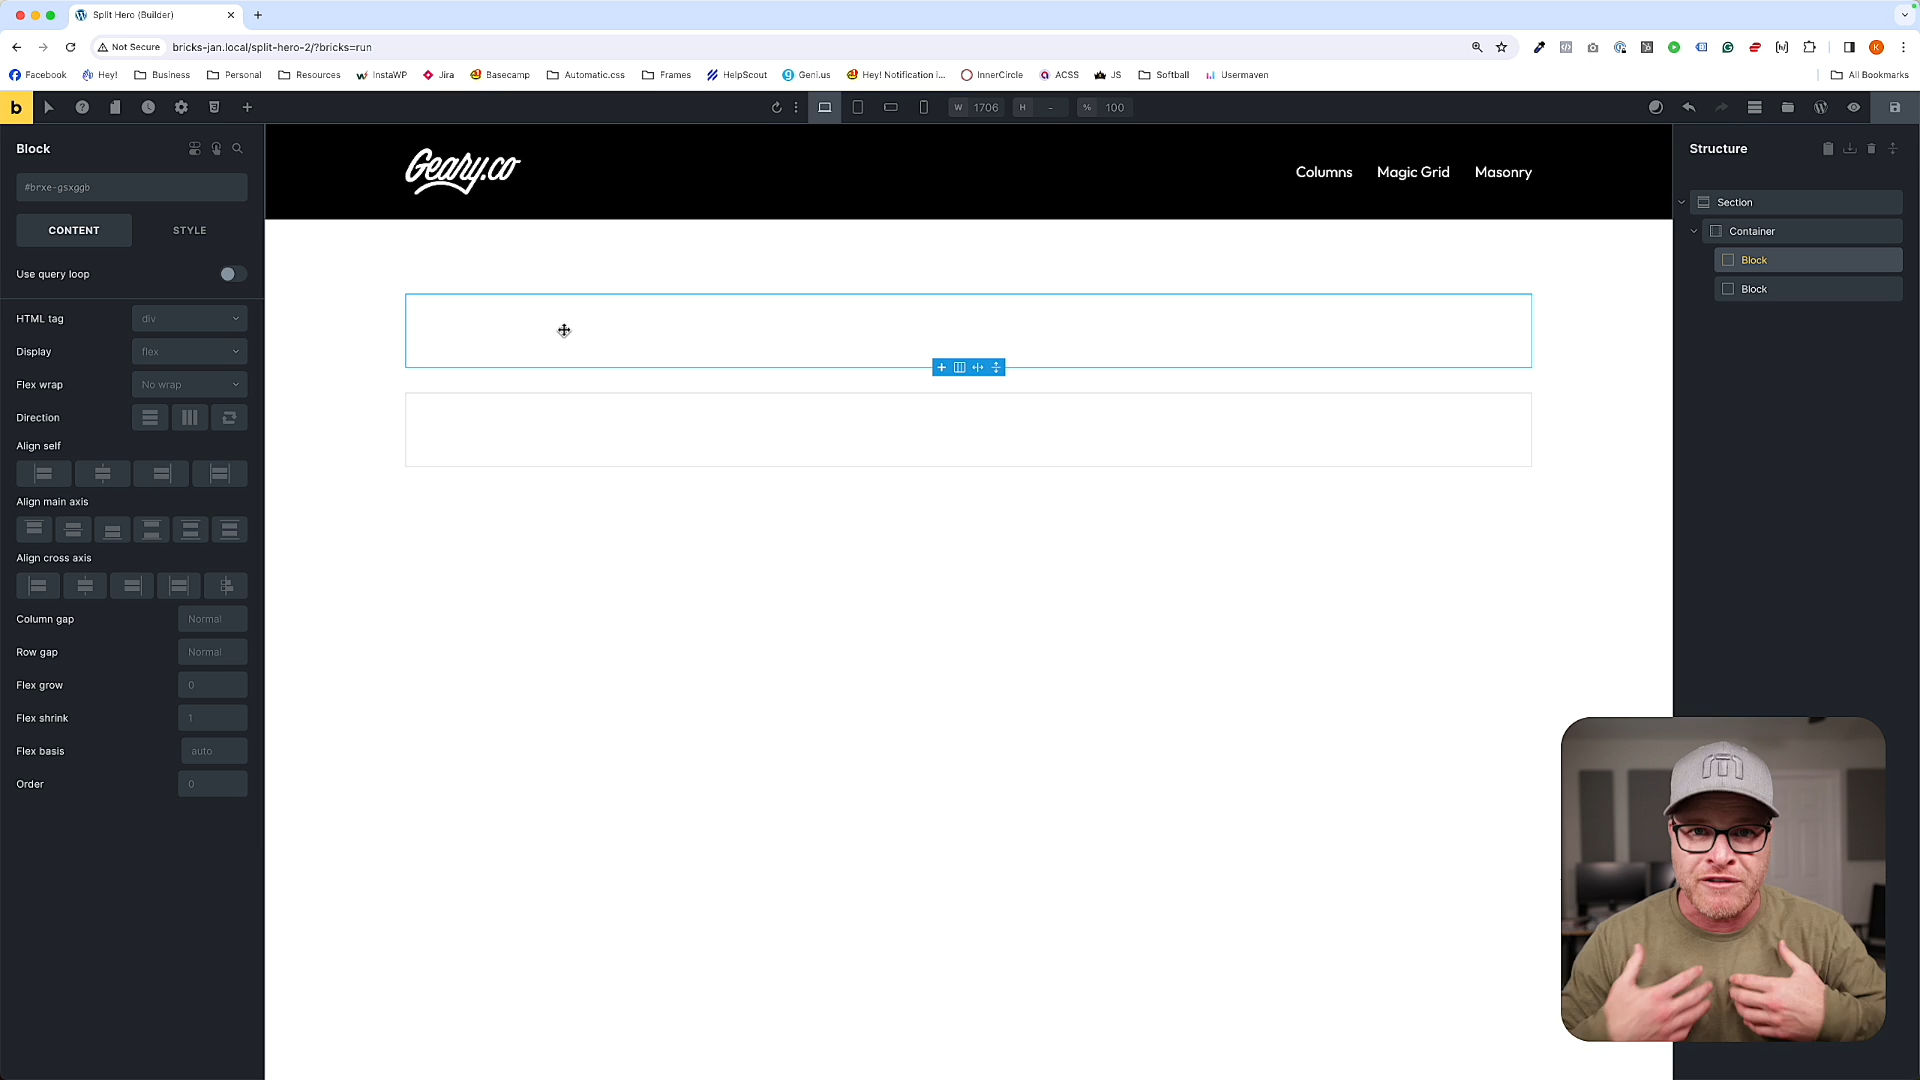 Split Hero (Builder)
Not Secure bricks-jan.local/split-hero-2/?bricks=run
K
Facebook Hey! Business Personal Resources InstaWP Jira Basecamp Automatic.css Frames HelpScout Geni.us Hey! Notification i... InnerCircle ACSS JS Softball Usermaven All Bookmarks
b W 1706 H - % 100
Block
#brxe-gsxggb
CONTENT STYLE
Use query loop
HTML tag div
Display flex
Flex wrap No wrap
Direction
Align self
Align main axis
Align cross axis
Column gap Normal
Row gap Normal
Flex grow 0
Flex shrink 1
Flex basis auto
Order 0
Geary.co
Columns Magic Grid Masonry
Structure
Section
Container
Block
Block